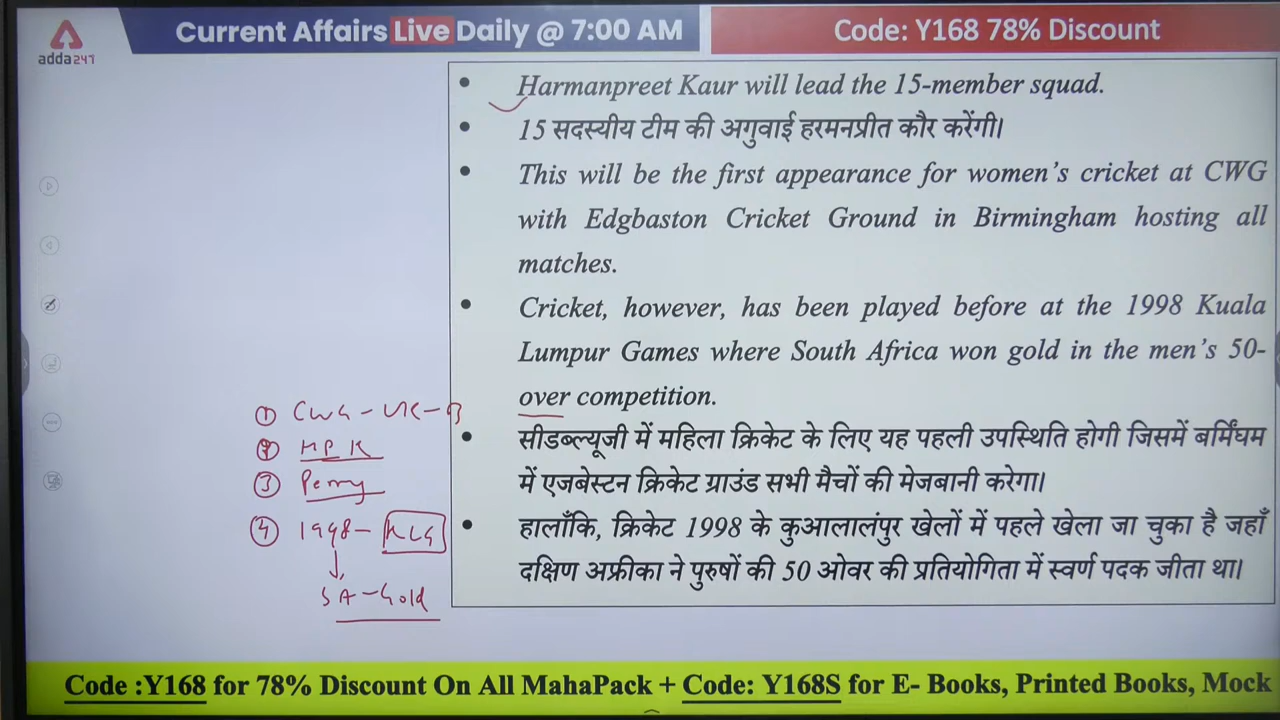 adda247
Current Affairs Live Daily @ 7:00 AM
Code: Y168 78% Discount
• Harmanpreet Kaur will lead the 15-member squad.
• 15 सदस्यीय टीम की अगुवाई हरमनप्रीत कौर करेंगी।
• This will be the first appearance for women's cricket at CWG
with Edgbaston Cricket Ground in Birmingham hosting all
matches.
• Cricket, however, has been played before at the 1998 Kuala
Lumpur Games where South Africa won gold in the men's 50-
over competition.
• सीडब्ल्यूजी में महिला क्रिकेट के लिए यह पहली उपस्थिति होगी जिसमें बर्मिंघम
में एजबेस्टन क्रिकेट ग्राउंड सभी मैचों की मेजबानी करेगा।
• हालाँकि, क्रिकेट 1998 के कुआलालंपुर खेलों में पहले खेला जा चुका है जहाँ
दक्षिण अफ्रीका ने पुरुषों की 50 ओवर की प्रतियोगिता में स्वर्ण पदक जीता था।
① CWG - UK - B
② HPK
③ Perry
④ 1998 - KLG
SA - Gold
Code :Y168 for 78% Discount On All MahaPack + Code: Y168S for E- Books, Printed Books, Mock